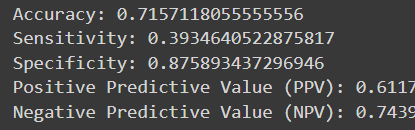 Accuracy: 0.7157118055555556
Sensitivity: 0.3934640522875817
Specificity: 0.875893437296946
Positive Predictive Value (PPV): 0.6117
Negative Predictive Value (NPV): 0.7439